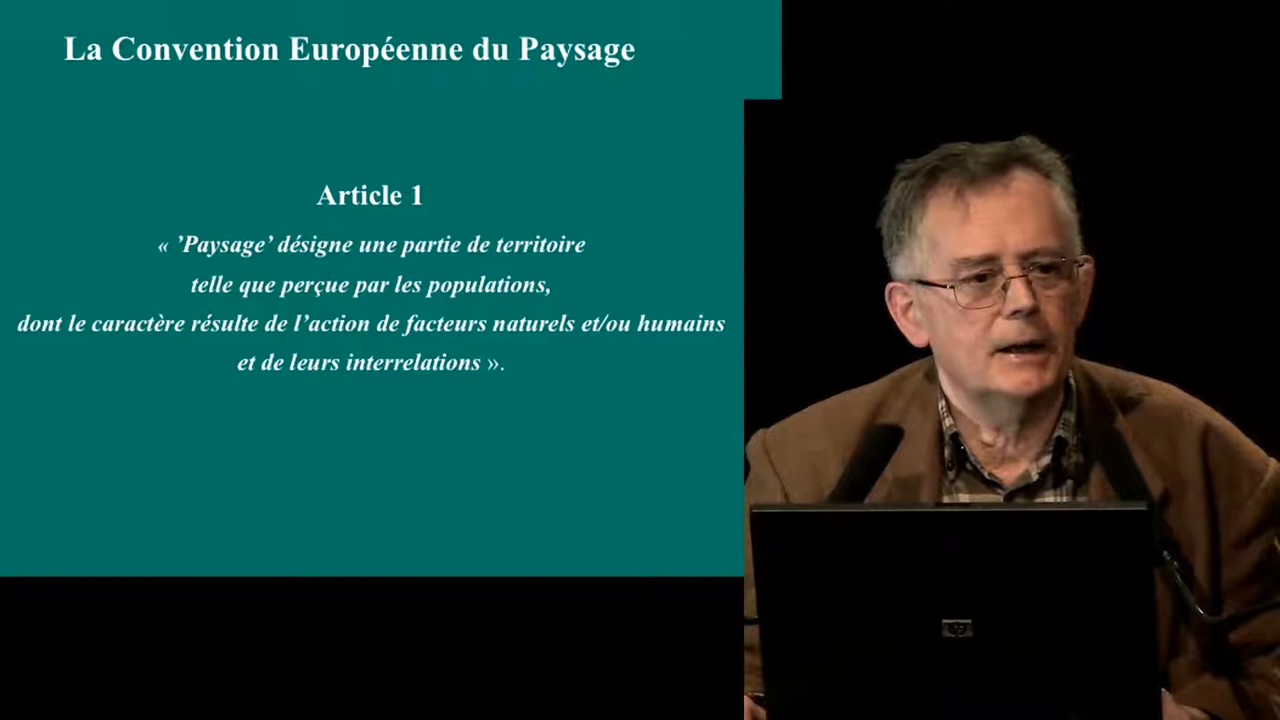 La Convention Européenne du Paysage
Article 1
« ’Paysage’ désigne une partie de territoire
telle que perçue par les populations,
dont le caractère résulte de l’action de facteurs naturels et/ou humains
et de leurs interrelations ».
hp